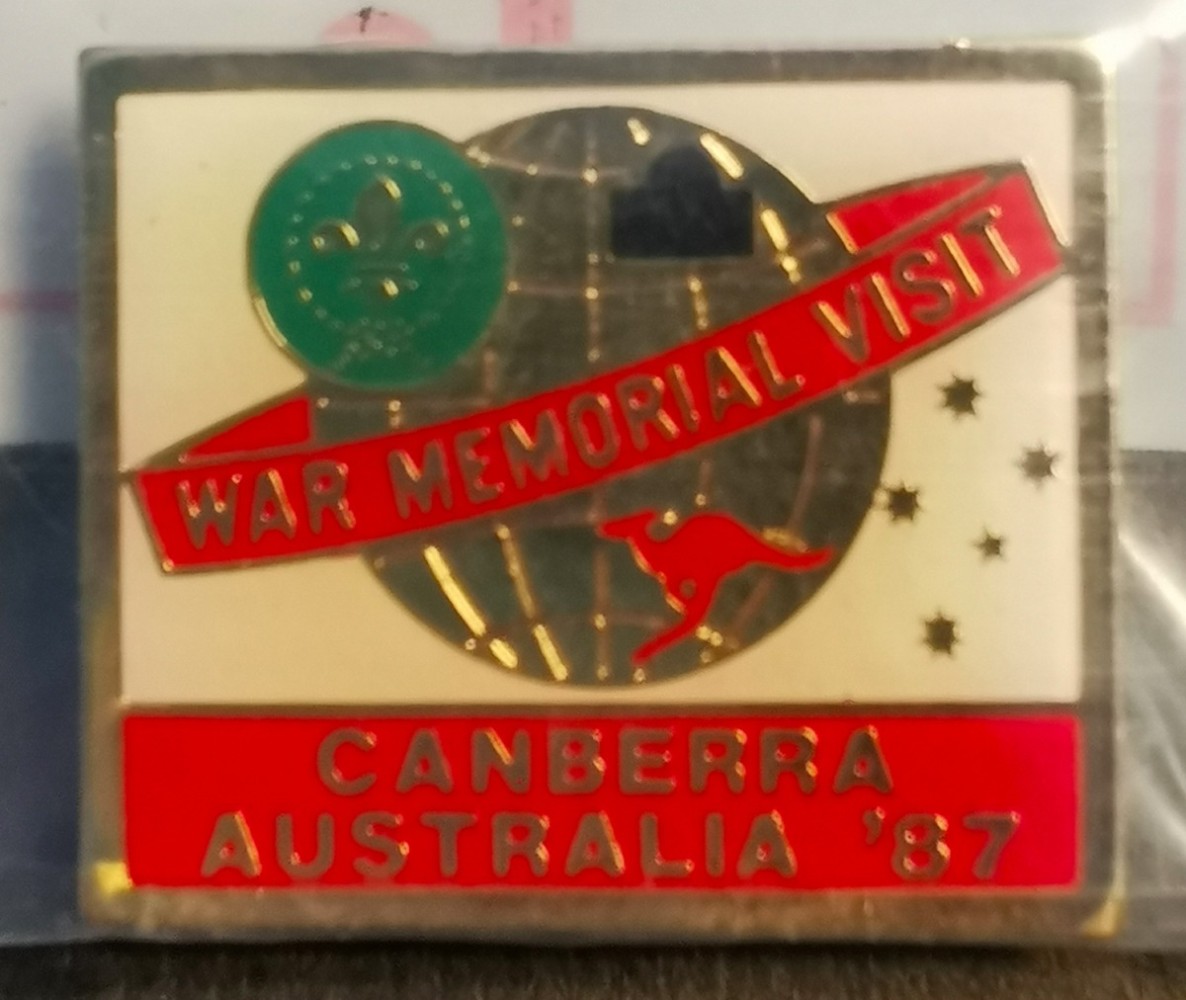 WAR MEMORIAL VISIT
CANBERRA
AUSTRALIA '87